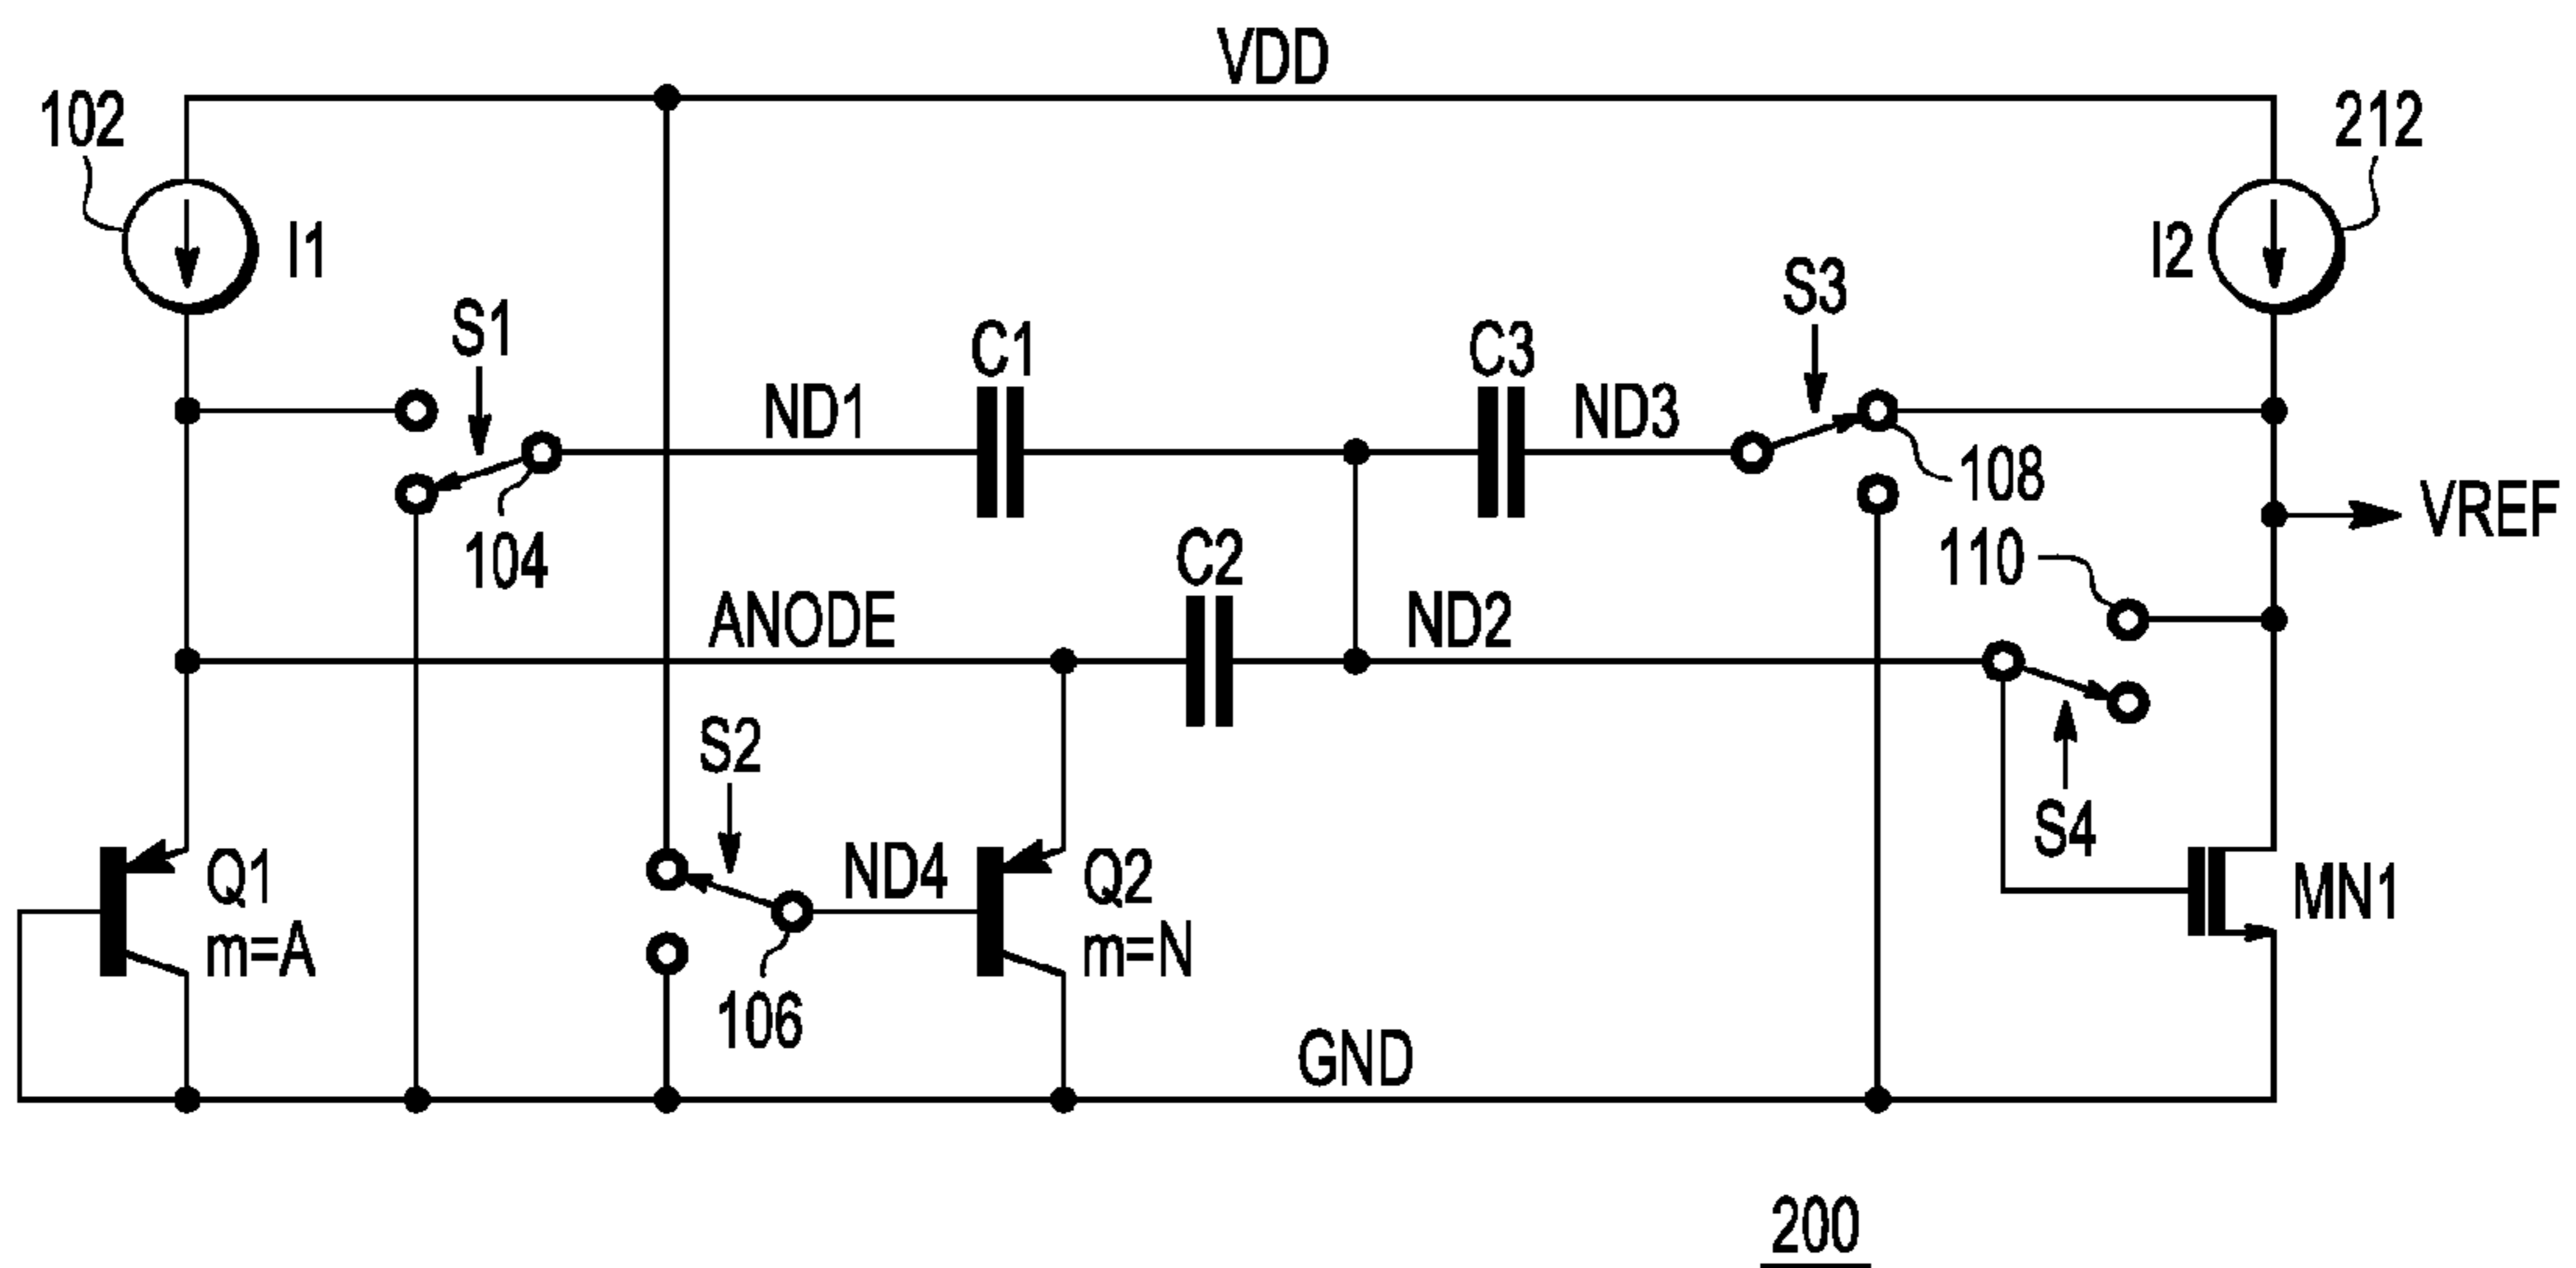 VDD
102
212
I1
I2
S1
S3
C1
C3
ND1
ND3
108
VREF
104
C2
110
ANODE
ND2
S2
S4
Q1
m=A
ND4
Q2
m=N
MN1
106
GND
200